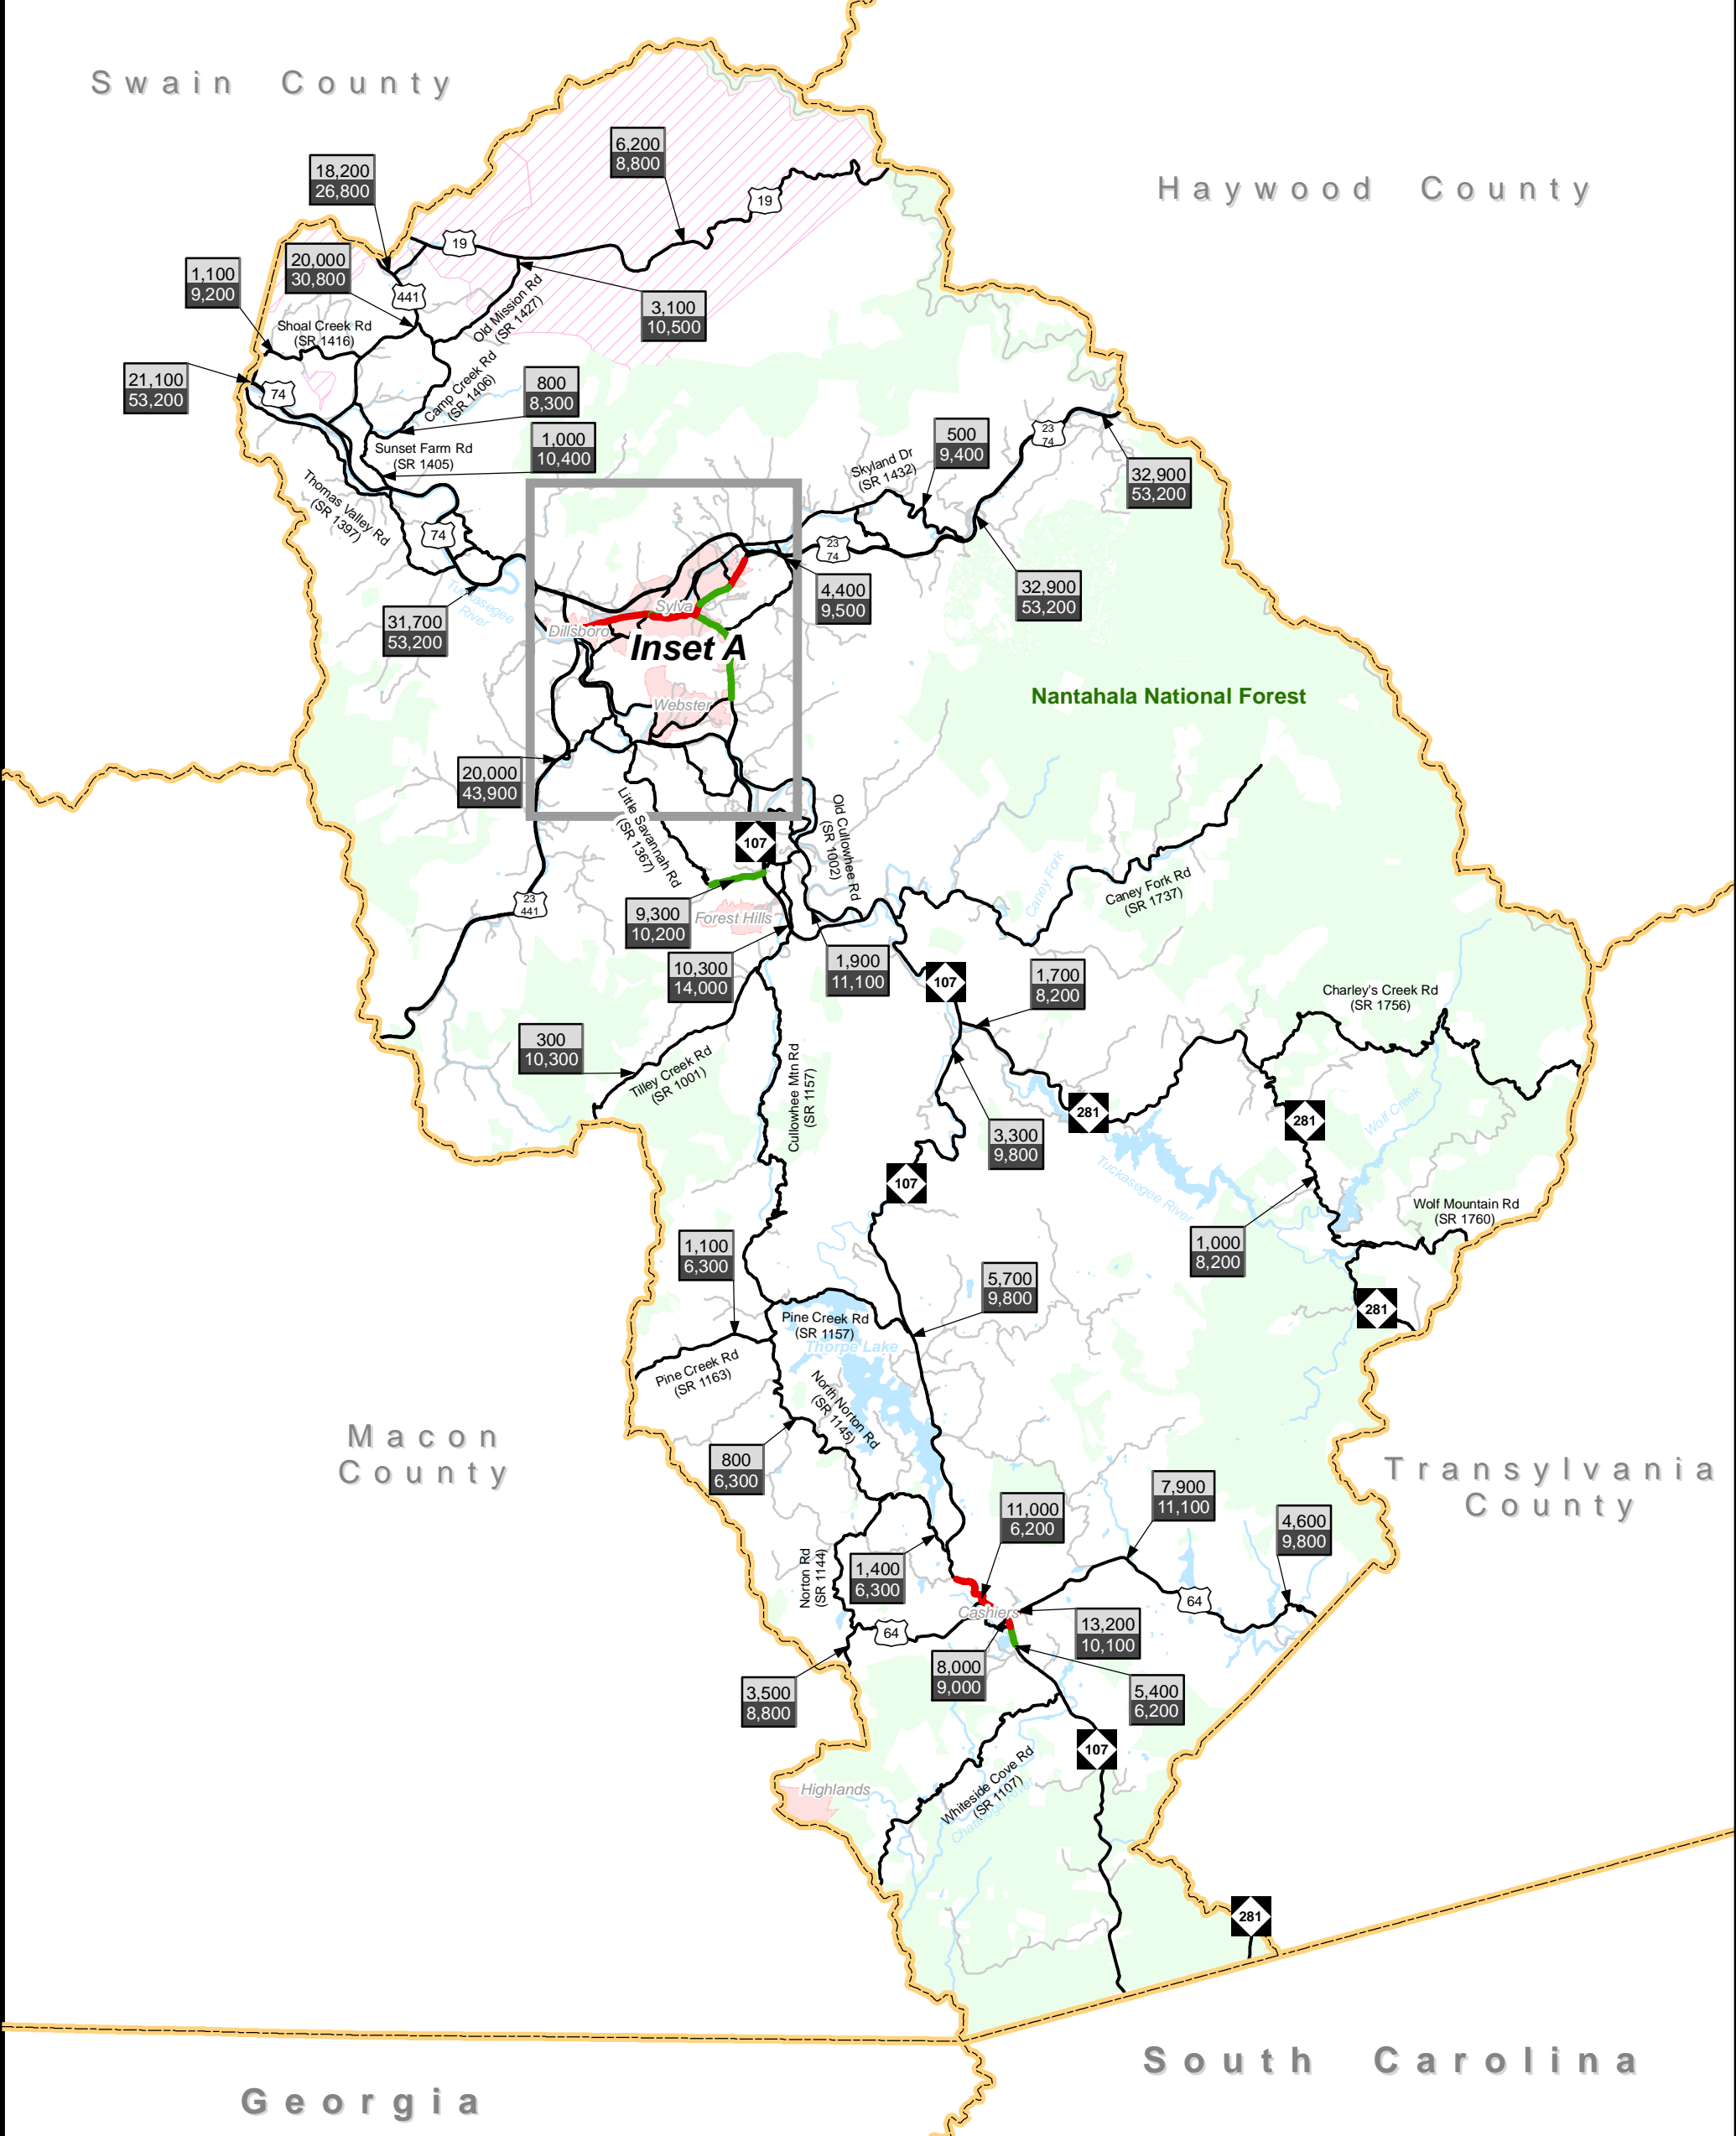 Swain County
Haywood County
6,200
8,800
18,200
26,800
19
19
20,000
30,800
1,100
9,200
441
3,100
10,500
Old Mission Rd
(SR 1427)
Shoal Creek Rd
(SR 1416)
21,100
53,200
74
Camp Creek Rd
(SR 1406)
800
8,300
1,000
10,400
Sunset Farm Rd
(SR 1405)
Thomas Valley Rd
(SR 1397)
74
Skyland Dr
(SR 1432)
500
9,400
23
74
32,900
53,200
23
74
4,400
9,500
32,900
53,200
Tuckasegee
River
31,700
53,200
Sylva
Dillsboro
Inset A
Webster
Nantahala National Forest
20,000
43,900
Little Savannah Rd
(SR 1367)
107
Old Cullowhee Rd
(SR 1002)
23
441
9,300
10,200
Forest Hills
Caney Fork
Caney Fork Rd
(SR 1737)
10,300
14,000
1,900
11,100
107
1,700
8,200
Charley's Creek Rd
(SR 1756)
300
10,300
Tilley Creek Rd
(SR 1001)
Cullowhee Mtn Rd
(SR 1157)
281
281
Wolf Creek
3,300
9,800
Tuckasegee River
107
Wolf Mountain Rd
(SR 1760)
1,000
8,200
1,100
6,300
5,700
9,800
281
Pine Creek Rd
(SR 1157)
Thorpe Lake
Pine Creek Rd
(SR 1163)
North Norton Rd
(SR 1145)
Macon
County
Transylvania
County
800
6,300
7,900
11,100
11,000
6,200
4,600
9,800
Norton Rd
(SR 1144)
1,400
6,300
64
Cashiers
64
13,200
10,100
8,000
9,000
3,500
8,800
5,400
6,200
107
Highlands
Whiteside Cove Rd
(SR 1107)
281
South Carolina
Georgia